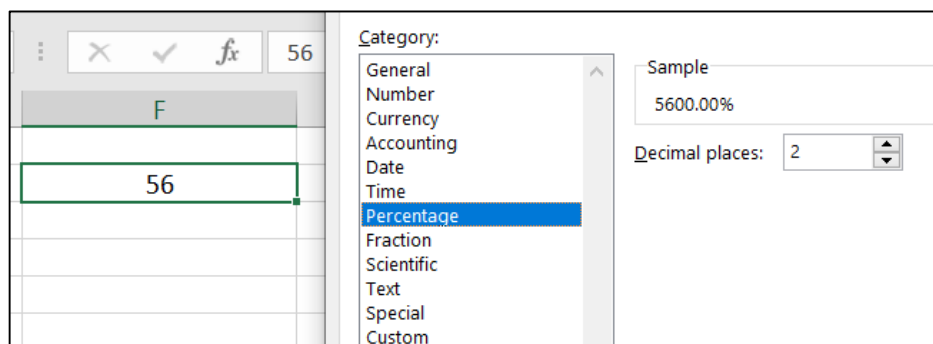 fx 56
F
56
Category:
General
Number
Currency
Accounting
Date
Time
Percentage
Fraction
Scientific
Text
Special
Custom
Sample
5600.00%
Decimal places: 2